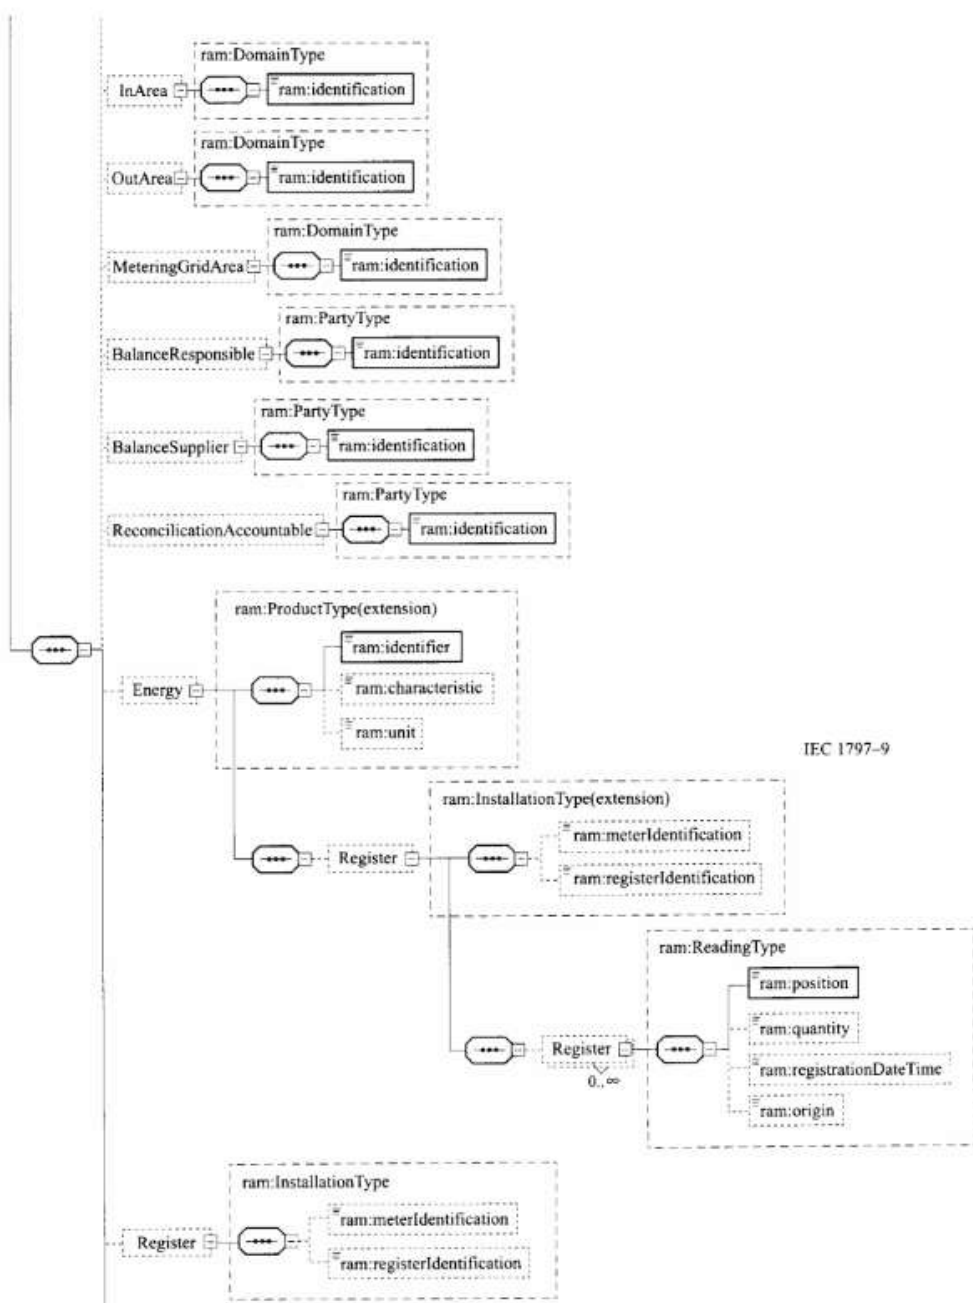 ram:DomainType
InArea
ram:identification
ram:DomainType
OutArea
ram:identification
ram:DomainType
MeteringGridArea
ram:identification
ram:PartyType
BalanceResponsible
ram:identification
ram:PartyType
BalanceSupplier
ram:identification
ram:PartyType
ReconcilicationAccountable
ram:identification
ram:ProductType(extension)
ram:identifier
Energy
ram:characteristic
ram:unit
IEC 1797-9
ram:InstallationType(extension)
ram:meterIdentification
Register
ram:registerIdentification
ram:ReadingType
ram:position
ram:quantity
Register
0..∞
ram:registrationDateTime
ram:origin
ram:InstallationType
ram:meterIdentification
Register
ram:registerIdentification